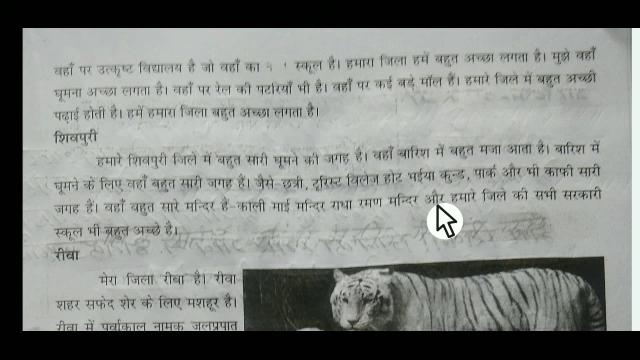 वहाँ पर उत्कृष्ट विद्यालय है जो वहाँ का स्कूल है। हमारा जिला हमें बहुत अच्छा लगता है। मुझे वहाँ
घूमना अच्छा लगता है। वहाँ पर रेल की पटरियाँ भी है। वहाँ पर कई बड़े मॉल हैं। हमारे जिले में बहुत अच्छी
पढ़ाई होती है। हमें हमारा जिला बहुत अच्छा लगता है।
शिवपुरी
हमारे शिवपुरी जिले में बहुत सारी घूमने की जगह है। वहाँ बारिश में बहुत मजा आता है। बारिश में
घूमने के लिए वहाँ बहुत सारी जगह है। जैसे-छत्री, टूरिस्ट विलेज होट भईया कुन्ड, पार्क और भी काफी सारी
जगह है। वहाँ बहुत सारे मन्दिर है-काली माई मन्दिर राधा रमण मन्दिर और हमारे जिले की सभी सरकारी
स्कूल भी बहुत अच्छे है।
रीवा
मेरा जिला रीबा है। रीवा
शहर सफेद शेर के लिए मशहूर है।
रीवा में पूर्वाकाल नामक जलप्रपात